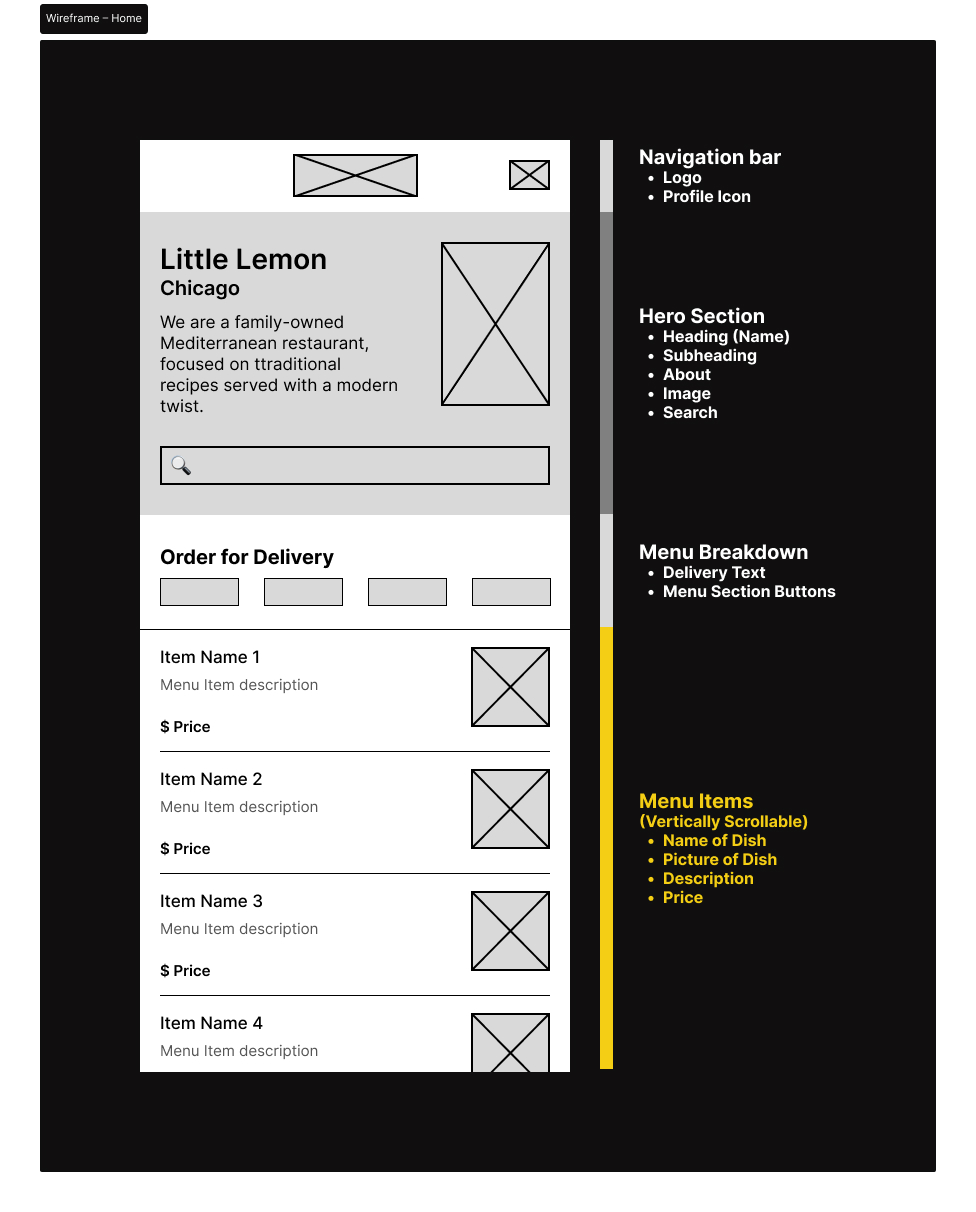 Wireframe – Home
Navigation bar
• Logo
• Profile Icon
Little Lemon
Chicago
We are a family-owned
Mediterranean restaurant,
focused on ttraditional
recipes served with a modern
twist.
Hero Section
• Heading (Name)
• Subheading
• About
• Image
• Search
Order for Delivery
Menu Breakdown
• Delivery Text
• Menu Section Buttons
Item Name 1
Menu Item description
$ Price
Item Name 2
Menu Item description
$ Price
Item Name 3
Menu Item description
$ Price
Item Name 4
Menu Item description
Menu Items
(Vertically Scrollable)
• Name of Dish
• Picture of Dish
• Description
• Price